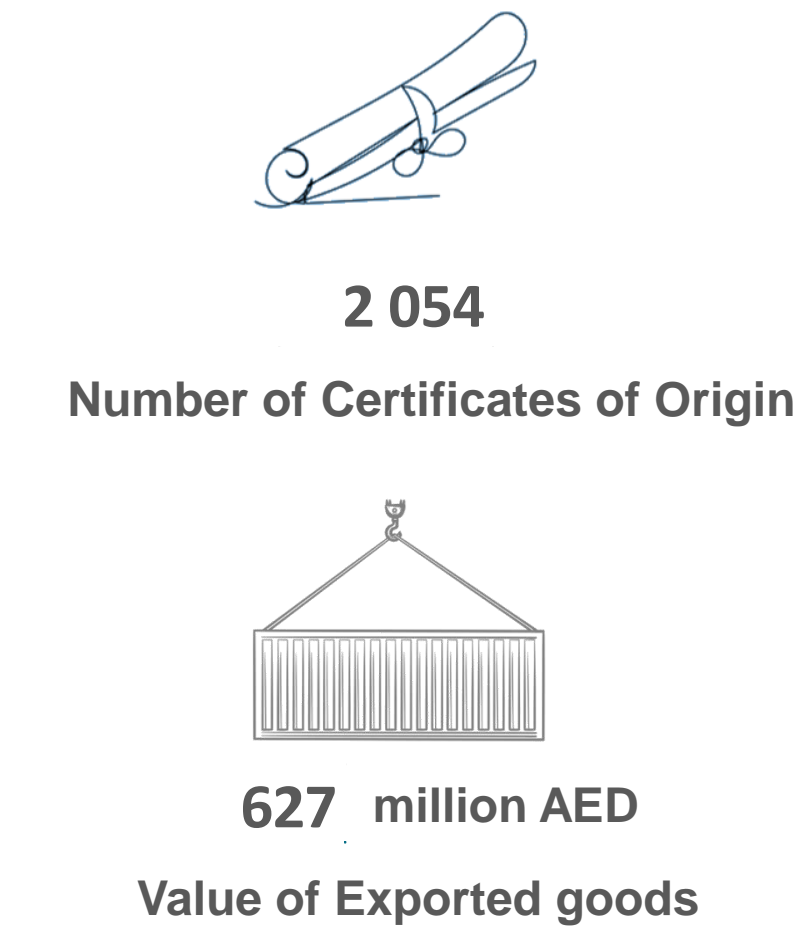 2 054
Number of Certificates of Origin
627 million AED
Value of Exported goods